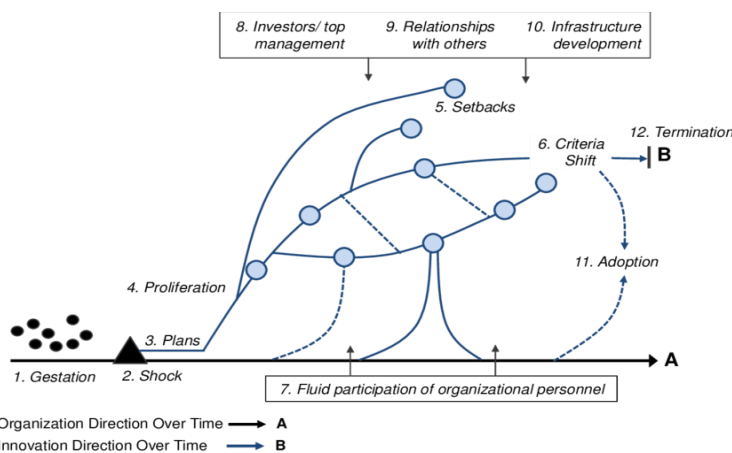 8. Investors/ top
management
9. Relationships
with others
10. Infrastructure
development
5. Setbacks
6. Criteria
Shift
12. Termination
B
4. Proliferation
11. Adoption
3. Plans
A
1. Gestation
2. Shock
7. Fluid participation of organizational personnel
Organization Direction Over Time A
Innovation Direction Over Time B